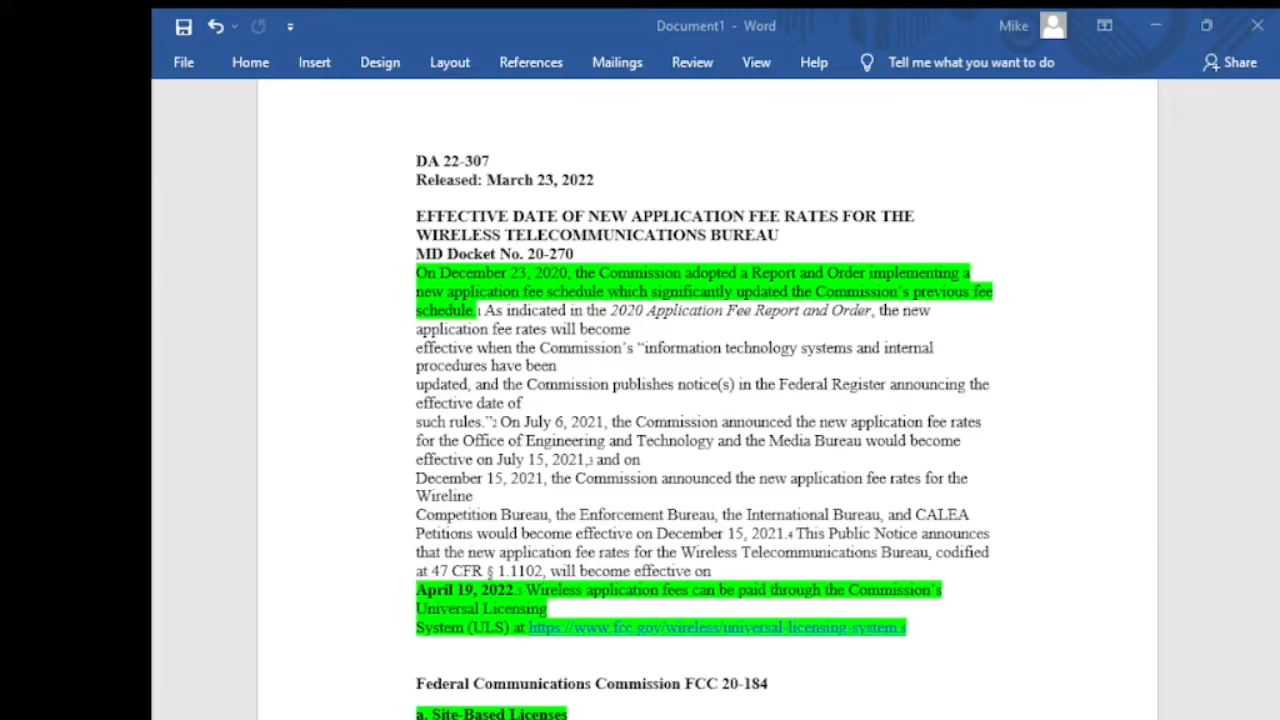 Document1 - Word
Mike
File Home Insert Design Layout References Mailings Review View Help Tell me what you want to do Share
DA 22-307
Released: March 23, 2022
EFFECTIVE DATE OF NEW APPLICATION FEE RATES FOR THE
WIRELESS TELECOMMUNICATIONS BUREAU
MD Docket No. 20-270
On December 23, 2020, the Commission adopted a Report and Order implementing a
new application fee schedule which significantly updated the Commission's previous fee
schedule.1 As indicated in the 2020 Application Fee Report and Order, the new
application fee rates will become
effective when the Commission's “information technology systems and internal
procedures have been
updated, and the Commission publishes notice(s) in the Federal Register announcing the
effective date of
such rules.”2 On July 6, 2021, the Commission announced the new application fee rates
for the Office of Engineering and Technology and the Media Bureau would become
effective on July 15, 2021,3 and on
December 15, 2021, the Commission announced the new application fee rates for the
Wireline
Competition Bureau, the Enforcement Bureau, the International Bureau, and CALEA
Petitions would become effective on December 15, 2021.4 This Public Notice announces
that the new application fee rates for the Wireless Telecommunications Bureau, codified
at 47 CFR § 1.1102, will become effective on
April 19, 2022.5 Wireless application fees can be paid through the Commission's
Universal Licensing
System (ULS) at https://www.fcc.gov/wireless/universal-licensing-system.6
Federal Communications Commission FCC 20-184
a. Site-Based Licenses